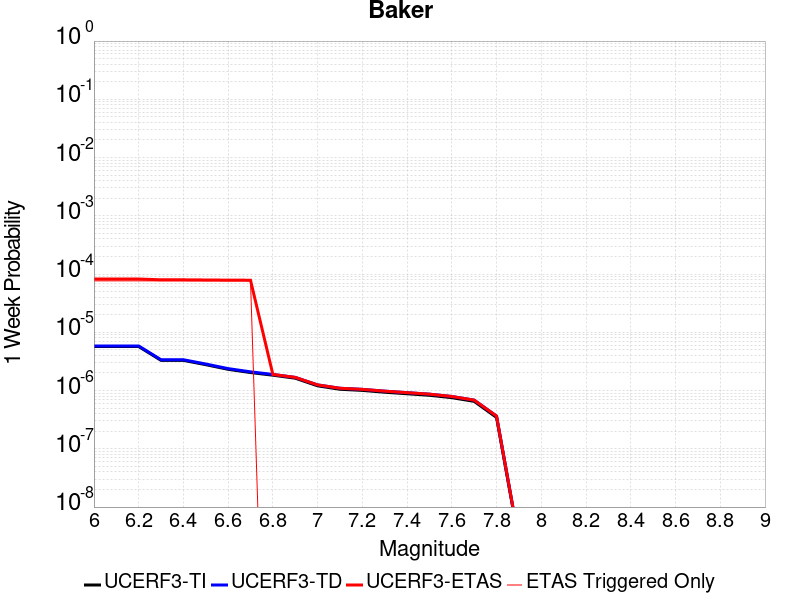 Baker
1 Week Probability
10^0
10^-1
10^-2
10^-3
10^-4
10^-5
10^-6
10^-7
10^-8
6 6.2 6.4 6.6 6.8 7 7.2 7.4 7.6 7.8 8 8.2 8.4 8.6 8.8 9
Magnitude
UCERF3-TI UCERF3-TD UCERF3-ETAS ETAS Triggered Only